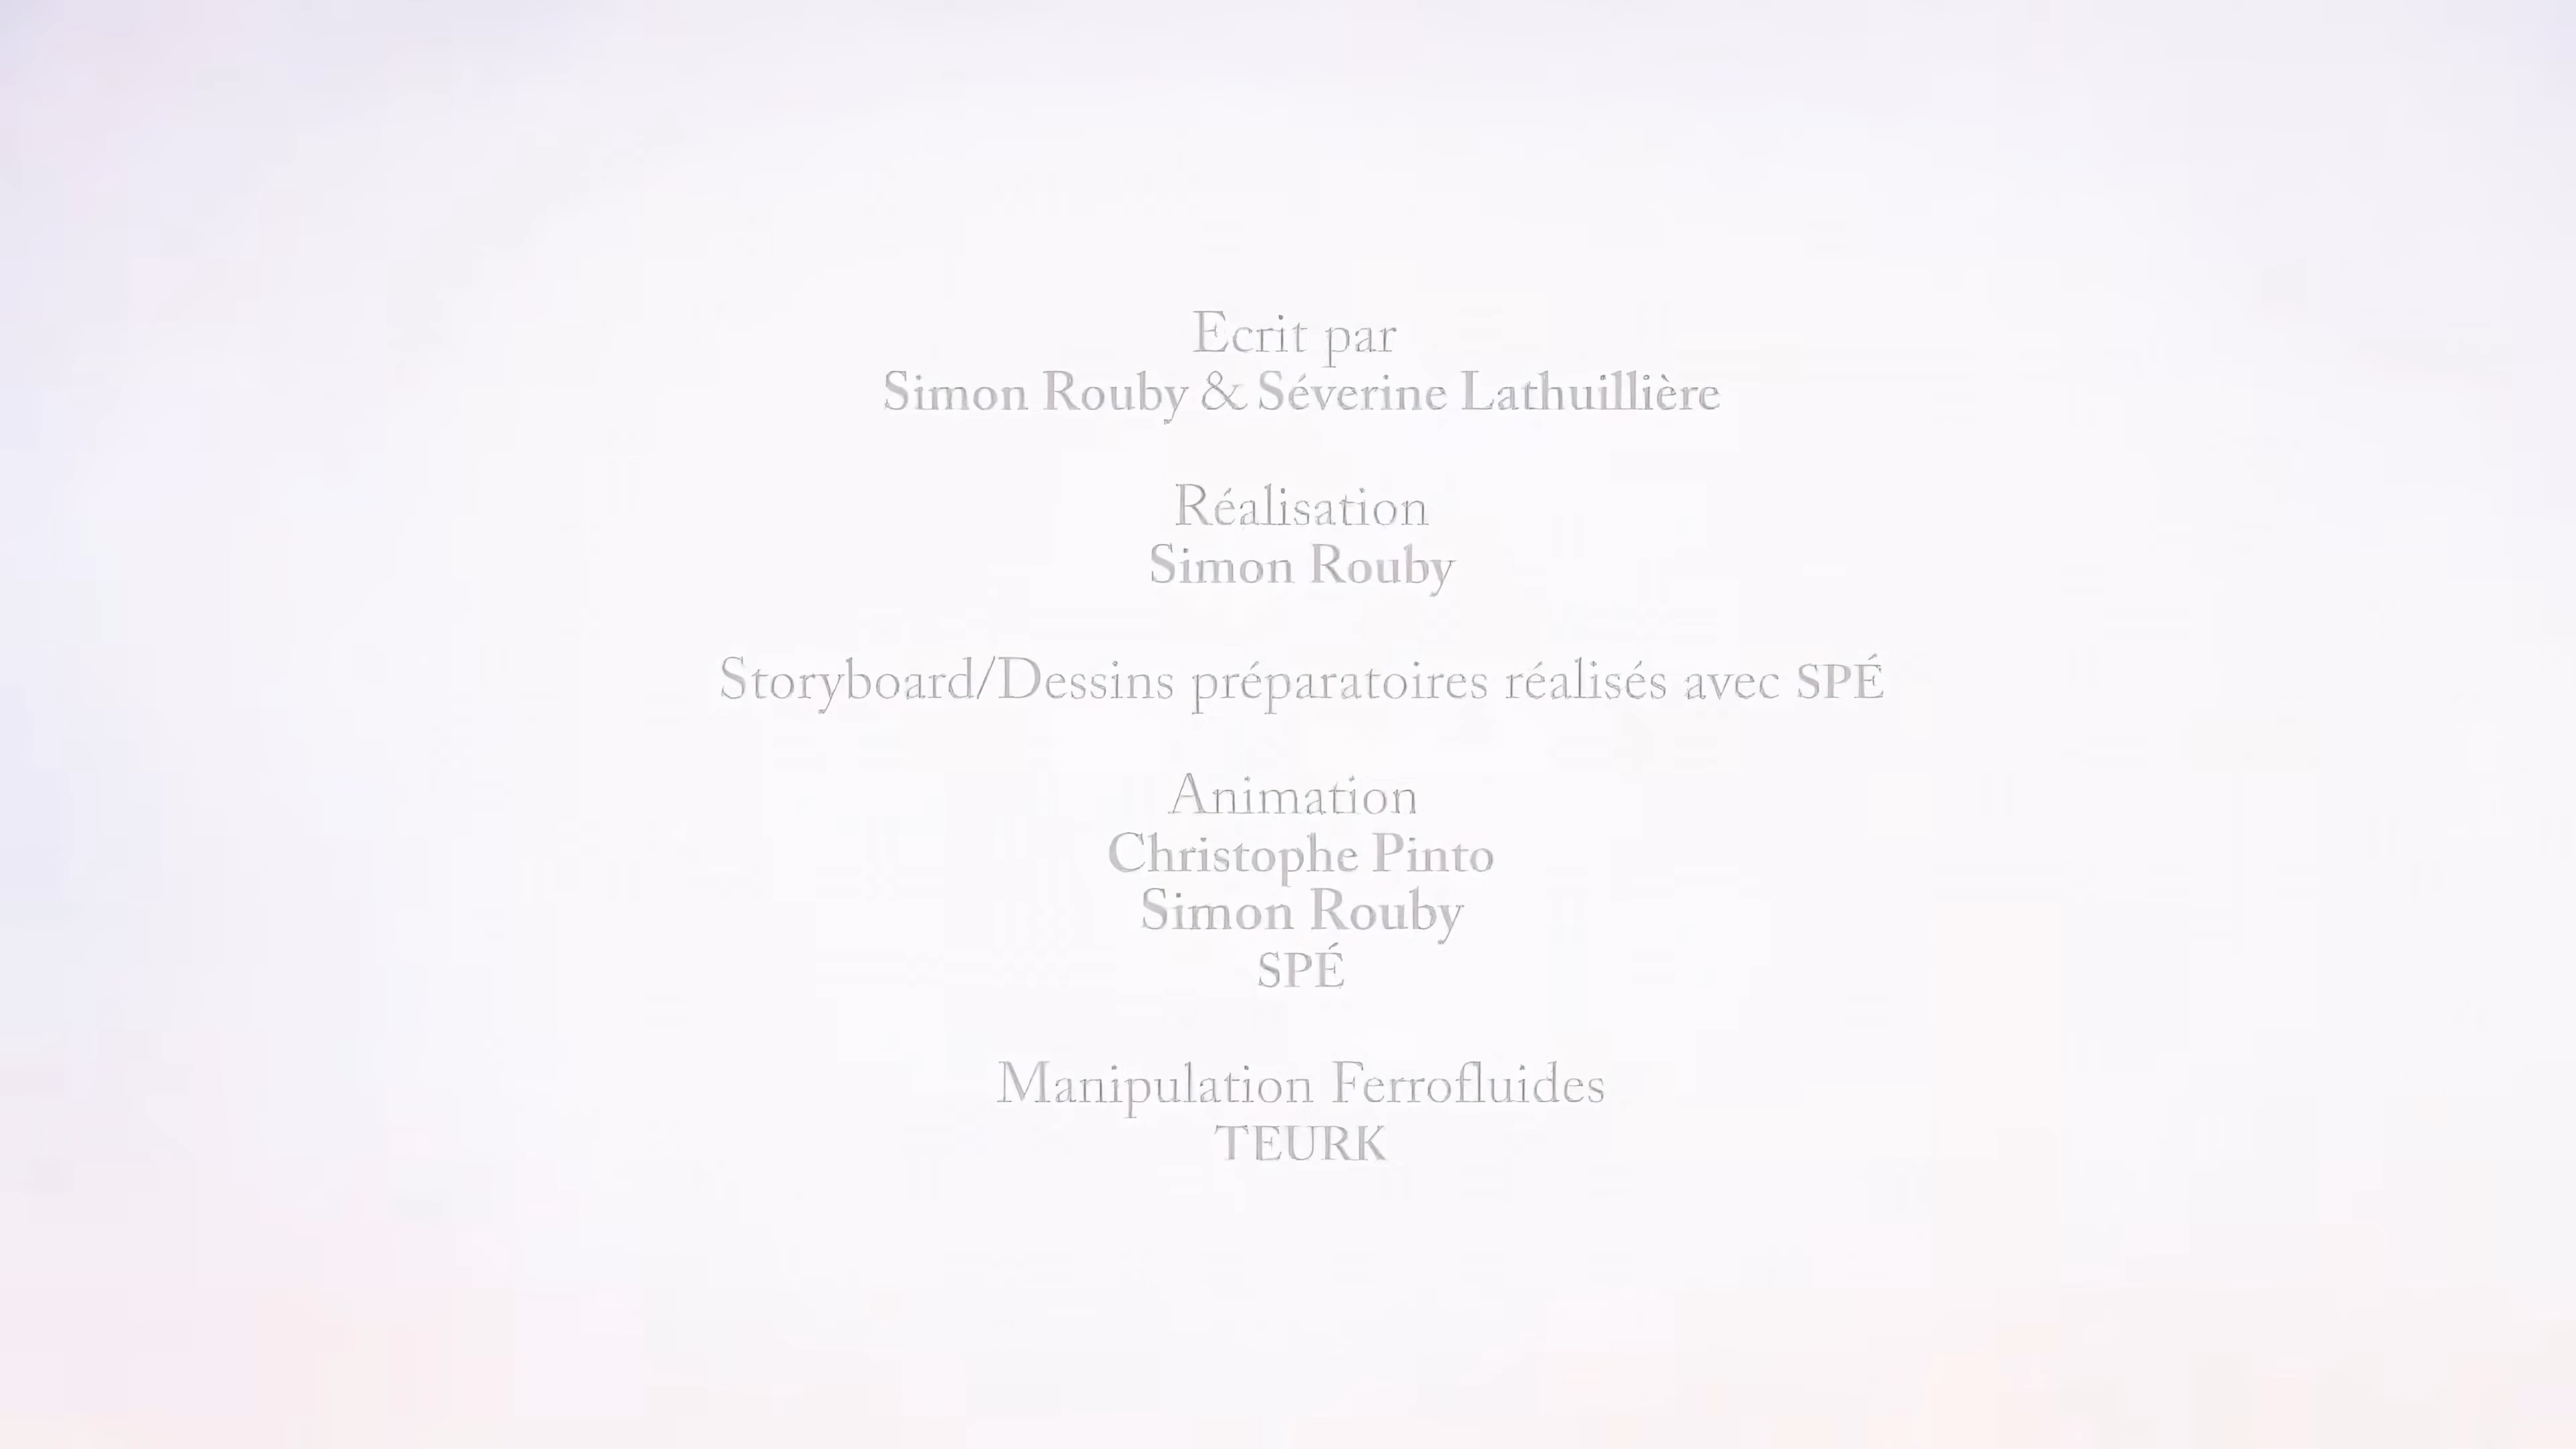 Ecrit par
Simon Rouby & Séverine Lathuillière
Réalisation
Simon Rouby
Storyboard/Dessins préparatoires réalisés avec SPÉ
Animation
Christophe Pinto
Simon Rouby
SPÉ
Manipulation Ferrofluides
TEURK